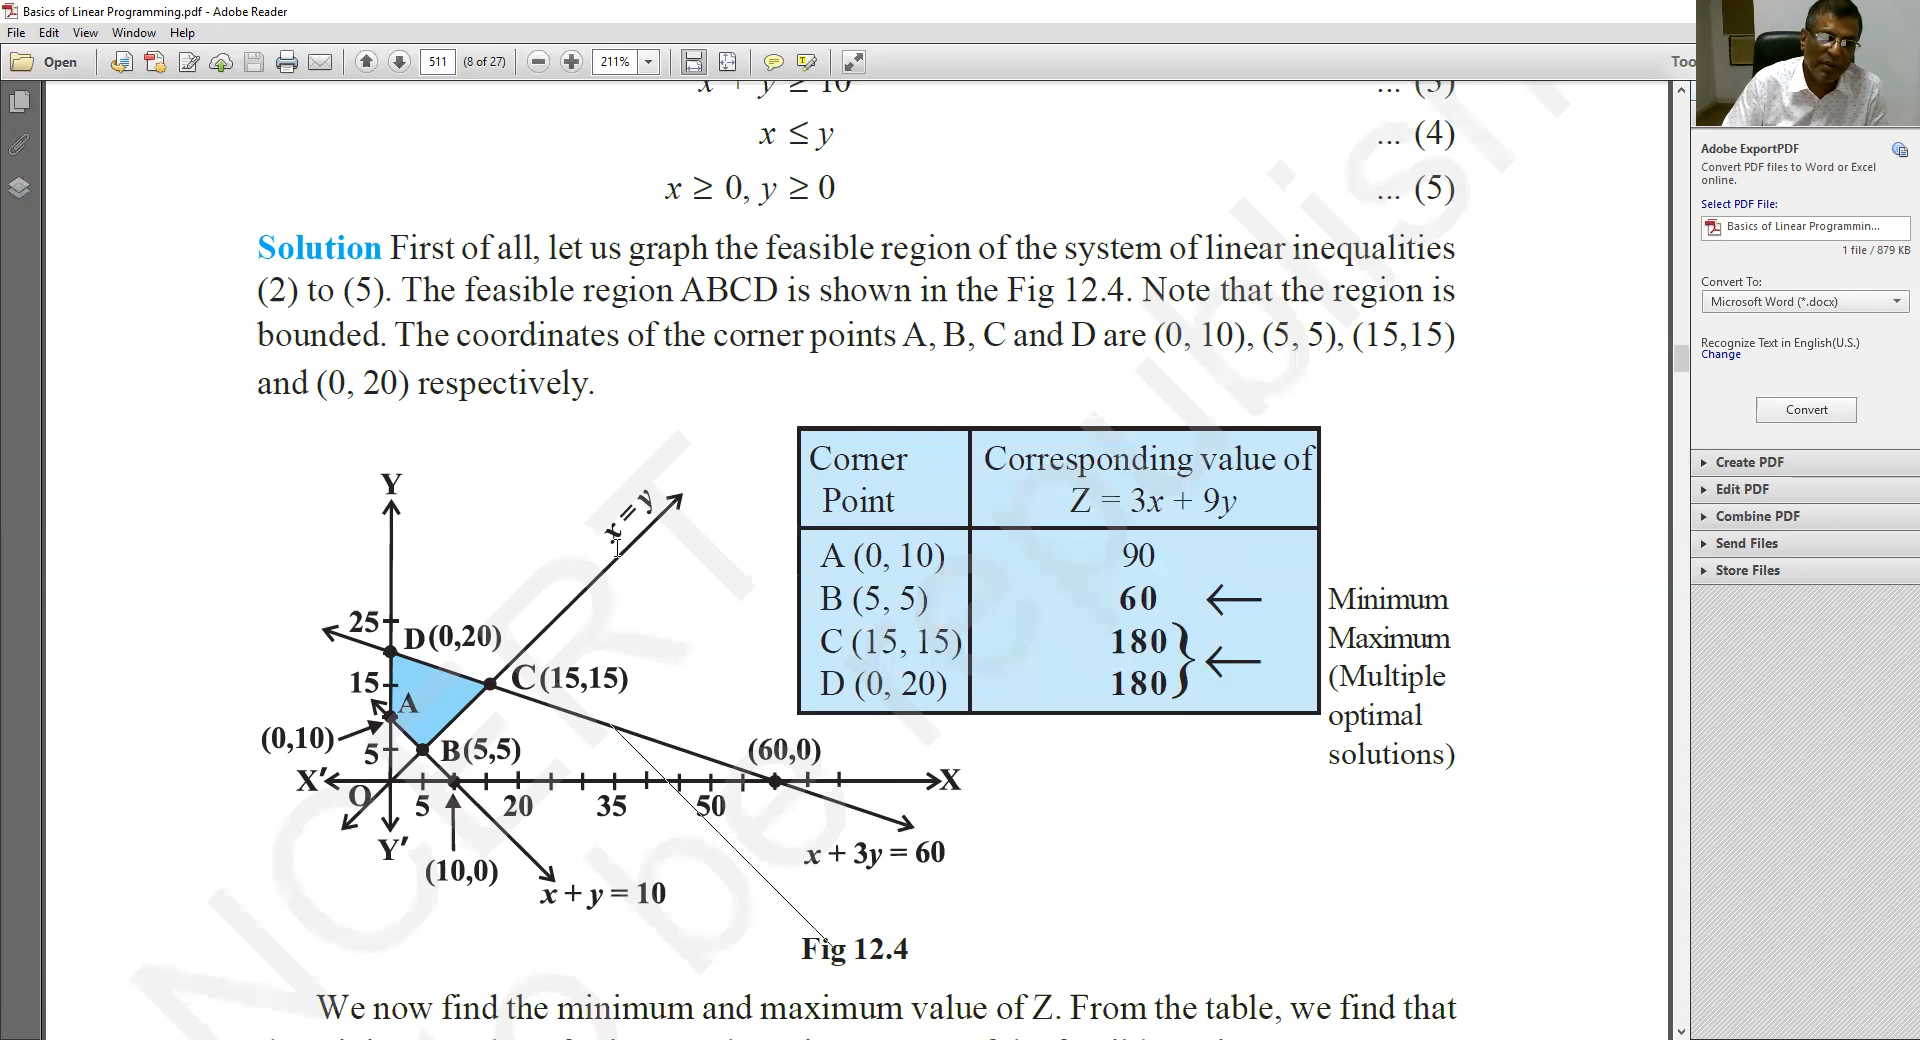 Basics of Linear Programming.pdf - Adobe Reader
File Edit View Window Help
Open 511 (8 of 27) 211% Too
x + y ≥ 10 ... (3)
x ≤ y ... (4)
x ≥ 0, y ≥ 0 ... (5)
Solution First of all, let us graph the feasible region of the system of linear inequalities
(2) to (5). The feasible region ABCD is shown in the Fig 12.4. Note that the region is
bounded. The coordinates of the corner points A, B, C and D are (0, 10), (5, 5), (15,15)
and (0, 20) respectively.
Y
x = y
25
D(0,20)
15
C(15,15)
A
(0,10)
5
B(5,5)
(60,0)
X′ X
O 5 20 35 50
Y′
(10,0)
x + 3y = 60
x + y = 10
Corner Corresponding value of
Point Z = 3x + 9y
A (0, 10) 90
B (5, 5) 60 ← Minimum
C (15, 15) 180 } ← Maximum
D (0, 20) 180 (Multiple
optimal
solutions)
Fig 12.4
We now find the minimum and maximum value of Z. From the table, we find that
NCERT
be republish
Adobe ExportPDF
Convert PDF files to Word or Excel
online.
Select PDF File:
Basics of Linear Programmin...
1 file / 879 KB
Convert To:
Microsoft Word (*.docx)
Recognize Text in English(U.S.)
Change
Convert
Create PDF
Edit PDF
Combine PDF
Send Files
Store Files